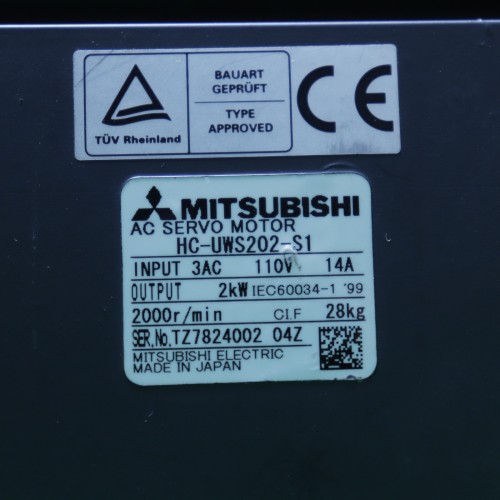 TÜV Rheinland
BAUART
GEPRÜFT
TYPE
APPROVED
CE
MITSUBISHI
AC SERVO MOTOR
HC-UWS202-S1
INPUT 3AC 110V 14A
OUTPUT 2kW IEC60034-1 '99
2000r/min CI.F 28kg
SER.No.TZ7824002 04Z
MITSUBISHI ELECTRIC
MADE IN JAPAN